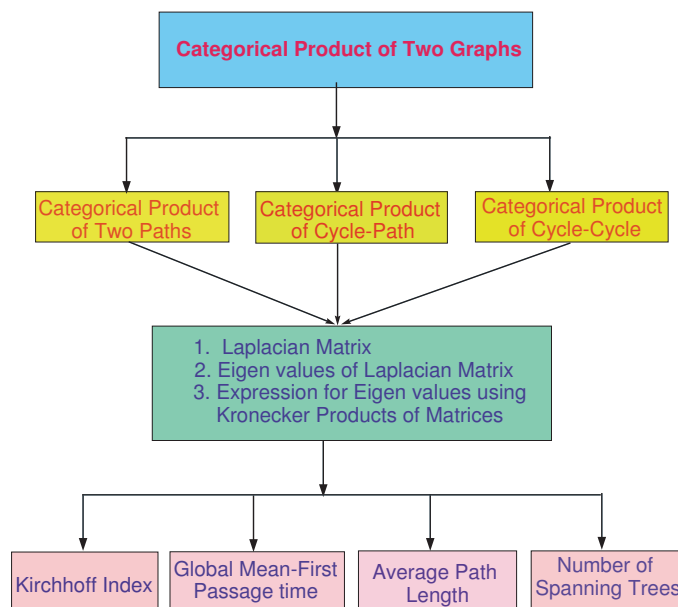 Categorical Product of Two Graphs
Categorical Product
of Two Paths
Categorical Product
of Cycle-Path
Categorical Product
of Cycle-Cycle
1. Laplacian Matrix
2. Eigen values of Laplacian Matrix
3. Expression for Eigen values using
Kronecker Products of Matrices
Kirchhoff Index
Global Mean-First
Passage time
Average Path
Length
Number of
Spanning Trees